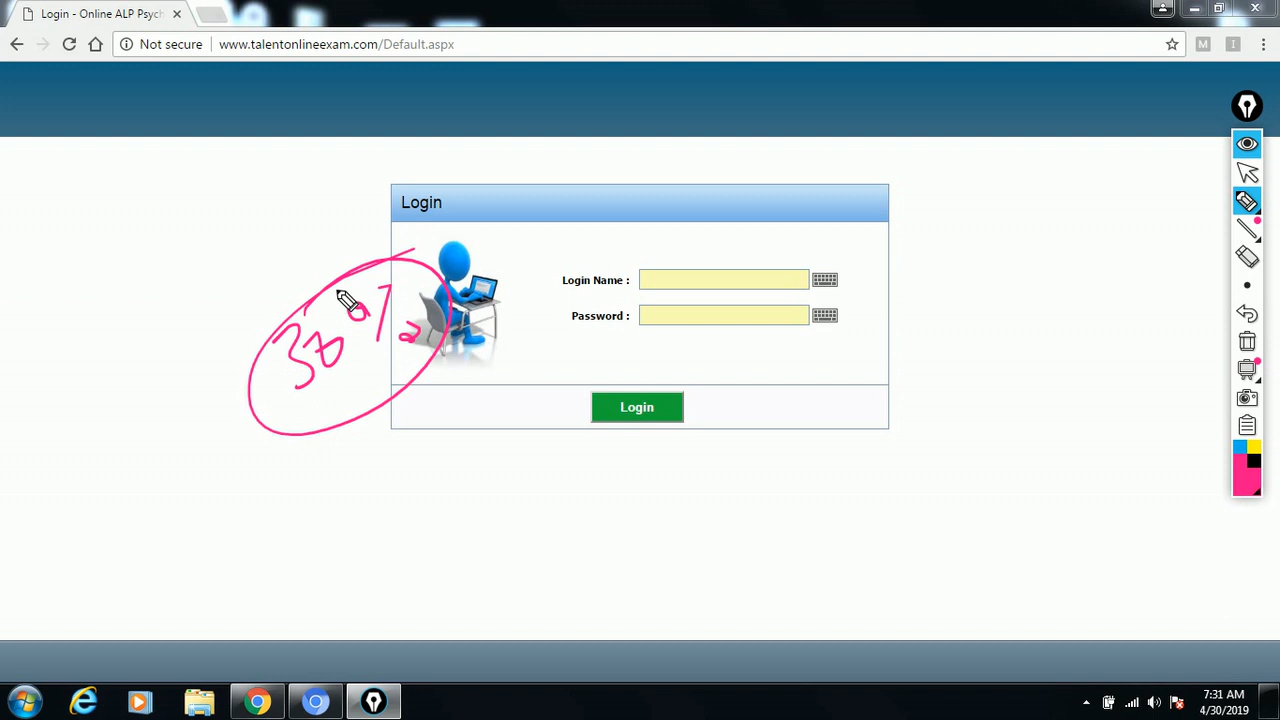 Login - Online ALP Psych
Not secure
www.talentonlineexam.com/Default.aspx
M
I
Login
Login Name :
Password :
30%
Login
7:31 AM
4/30/2019